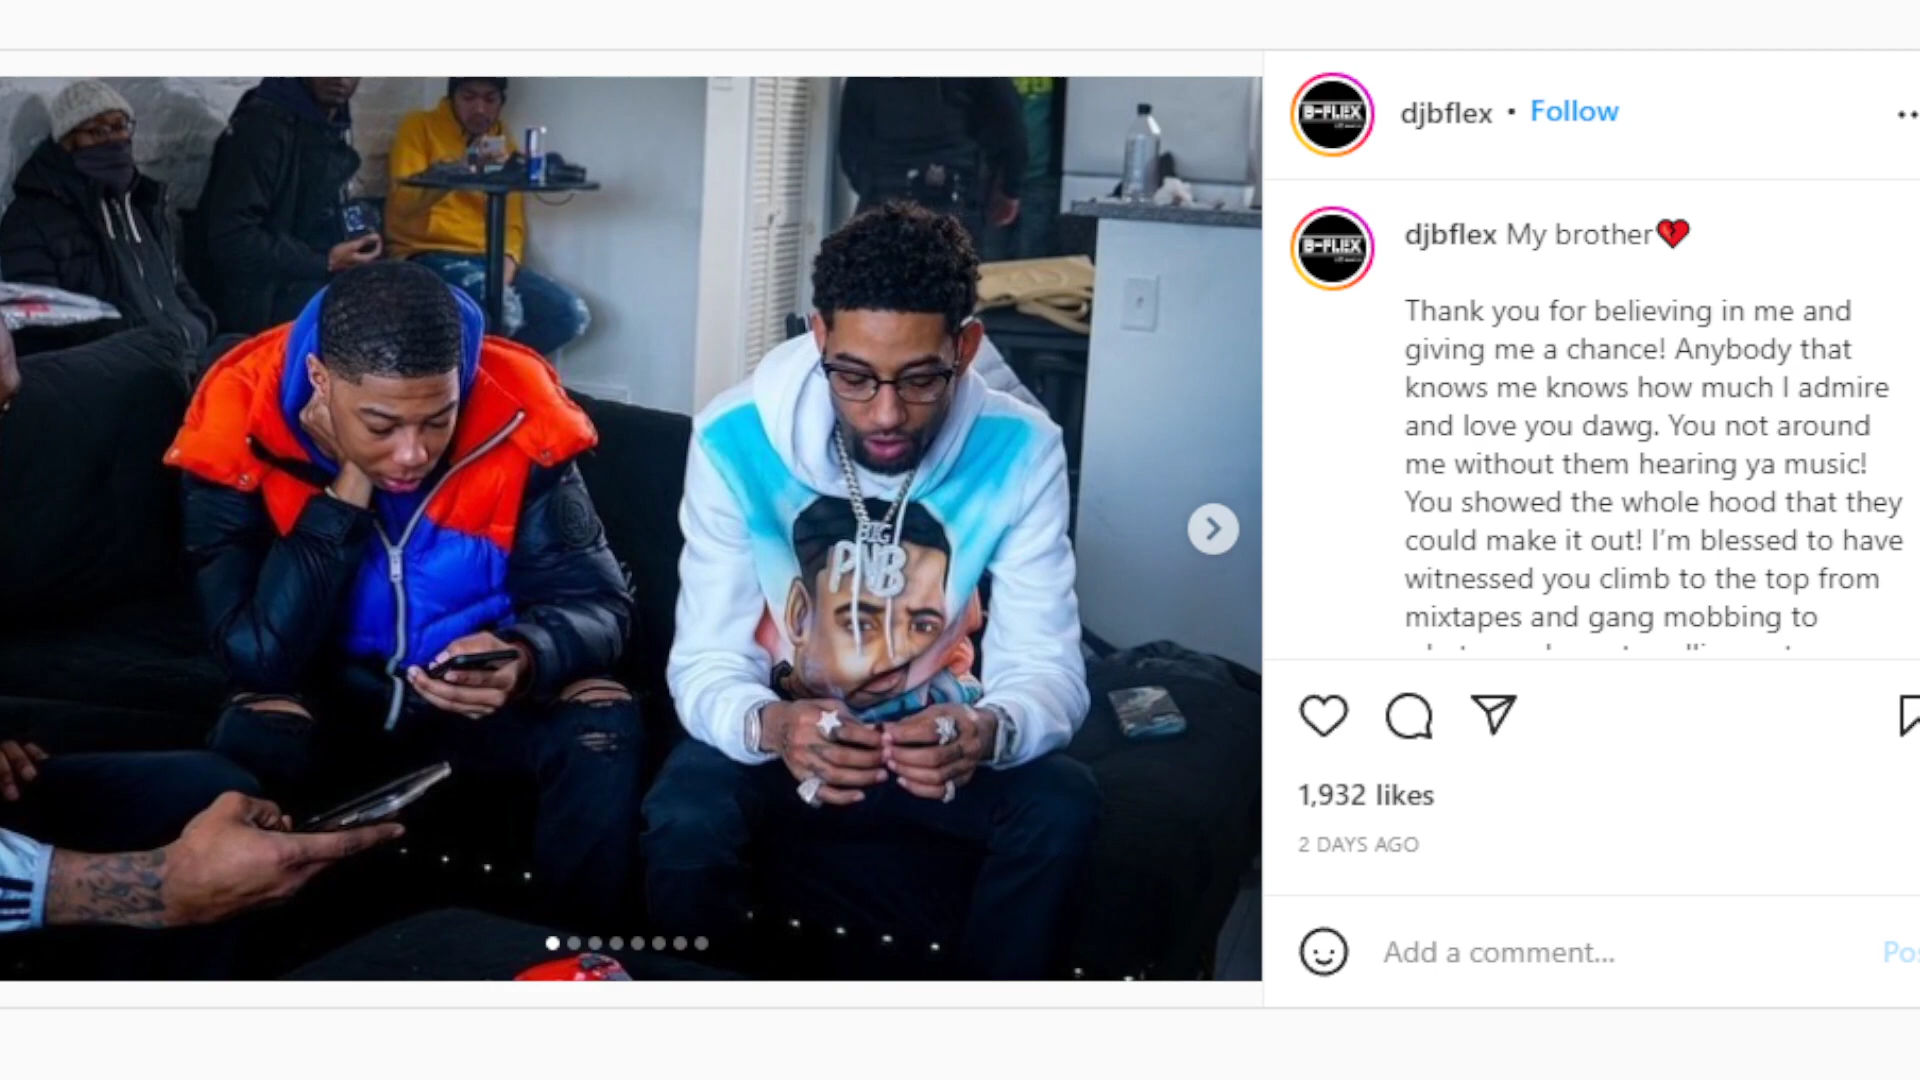 djbflex • Follow
B-FLEX
djbflex My brother💔
B-FLEX
Thank you for believing in me and
giving me a chance! Anybody that
knows me knows how much I admire
and love you dawg. You not around
me without them hearing ya music!
You showed the whole hood that they
could make it out! I'm blessed to have
witnessed you climb to the top from
mixtapes and gang mobbing to
1,932 likes
2 DAYS AGO
Add a comment...
BIG
PNB